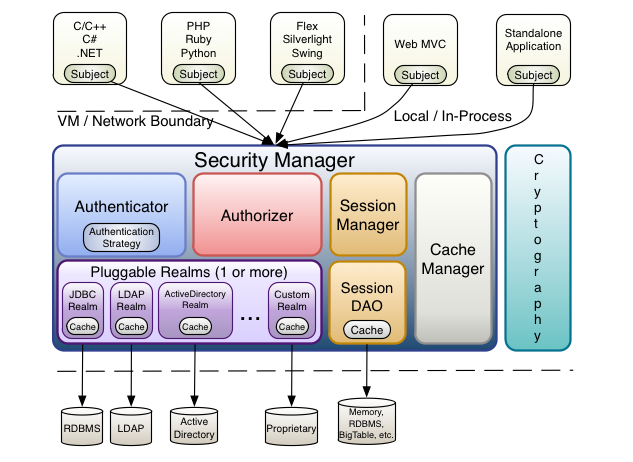 C/C++
C#
.NET
Subject
PHP
Ruby
Python
Subject
Flex
Silverlight
Swing
Subject
Web MVC
Subject
Standalone
Application
Subject
VM / Network Boundary
Local / In-Process
Security Manager
Authenticator
Authentication
Strategy
Authorizer
Session
Manager
Cache
Manager
Cryptography
Pluggable Realms (1 or more)
JDBC
Realm
Cache
LDAP
Realm
Cache
ActiveDirectory
Realm
Cache
...
Custom
Realm
Cache
Session
DAO
Cache
RDBMS
LDAP
Active
Directory
Proprietary
Memory,
RDBMS,
BigTable, etc.